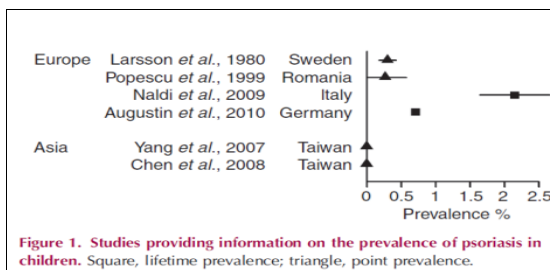 Europe Larsson et al., 1980 Sweden
Popescu et al., 1999 Romania
Naldi et al., 2009 Italy
Augustin et al., 2010 Germany
Asia Yang et al., 2007 Taiwan
Chen et al., 2008 Taiwan
0 0.5 1 1.5 2 2.5
Prevalence %
Figure 1. Studies providing information on the prevalence of psoriasis in
children. Square, lifetime prevalence; triangle, point prevalence.